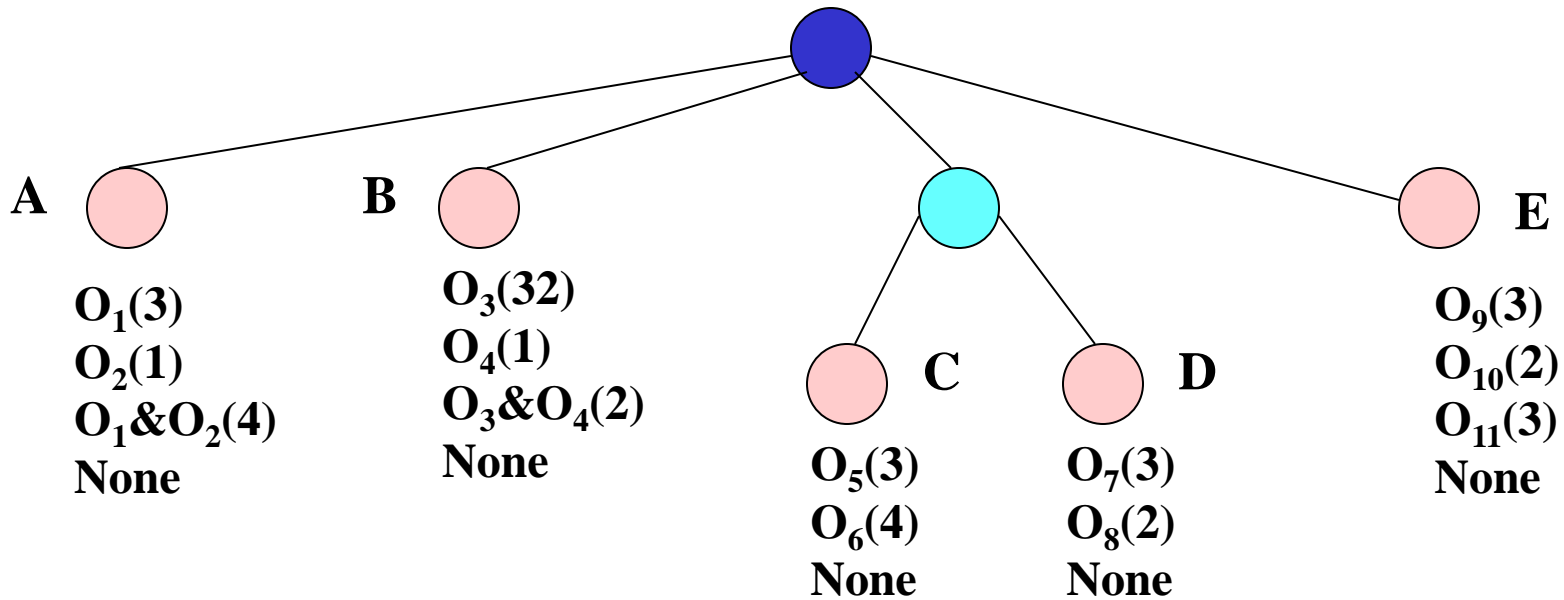 A
O₁(3)
O₂(1)
O₁&O₂(4)
None
B
O₃(32)
O₄(1)
O₃&O₄(2)
None
C
O₅(3)
O₆(4)
None
D
O₇(3)
O₈(2)
None
E
O₉(3)
O₁₀(2)
O₁₁(3)
None